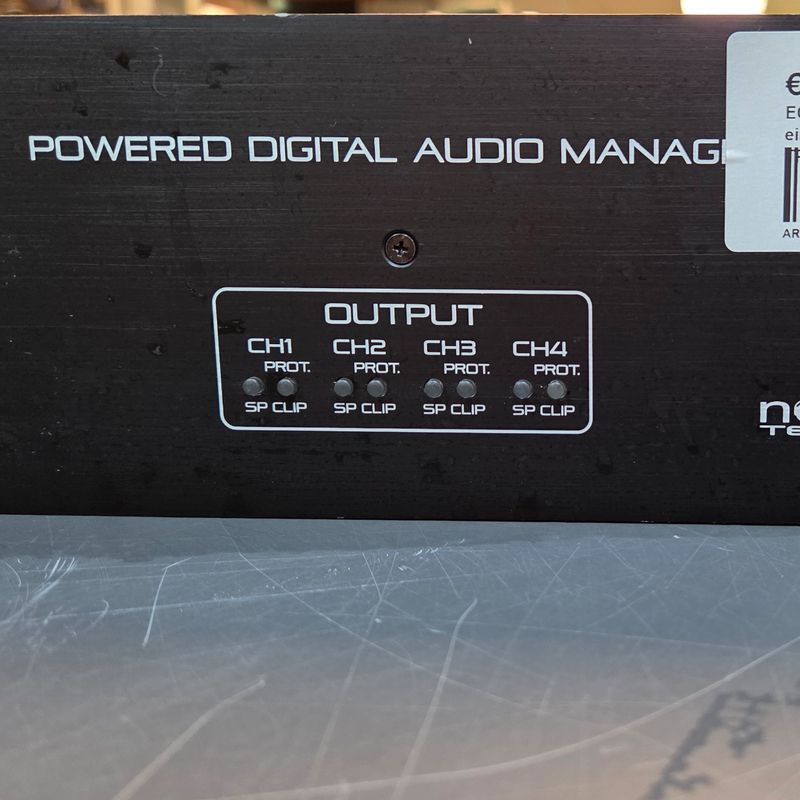 POWERED DIGITAL AUDIO
OUTPUT
CH1 CH2 CH3 CH4
PROT. PROT. PROT. PROT.
SP CLIP SP CLIP SP CLIP SP CLIP
€